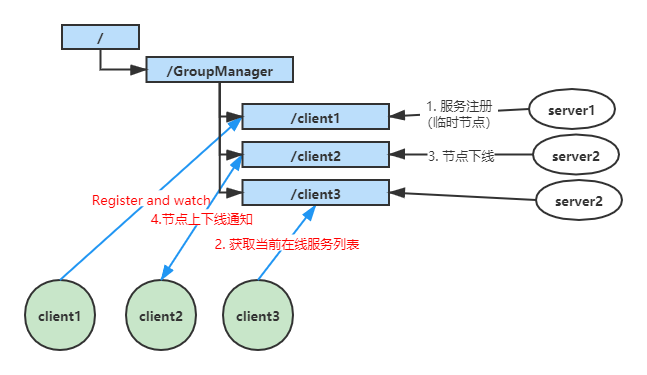 /
/GroupManager
/client1
1. 服务注册
(临时节点)
server1
/client2
3. 节点下线
server2
/client3
server2
Register and watch
4.节点上下线通知
2. 获取当前在线服务列表
client1
client2
client3